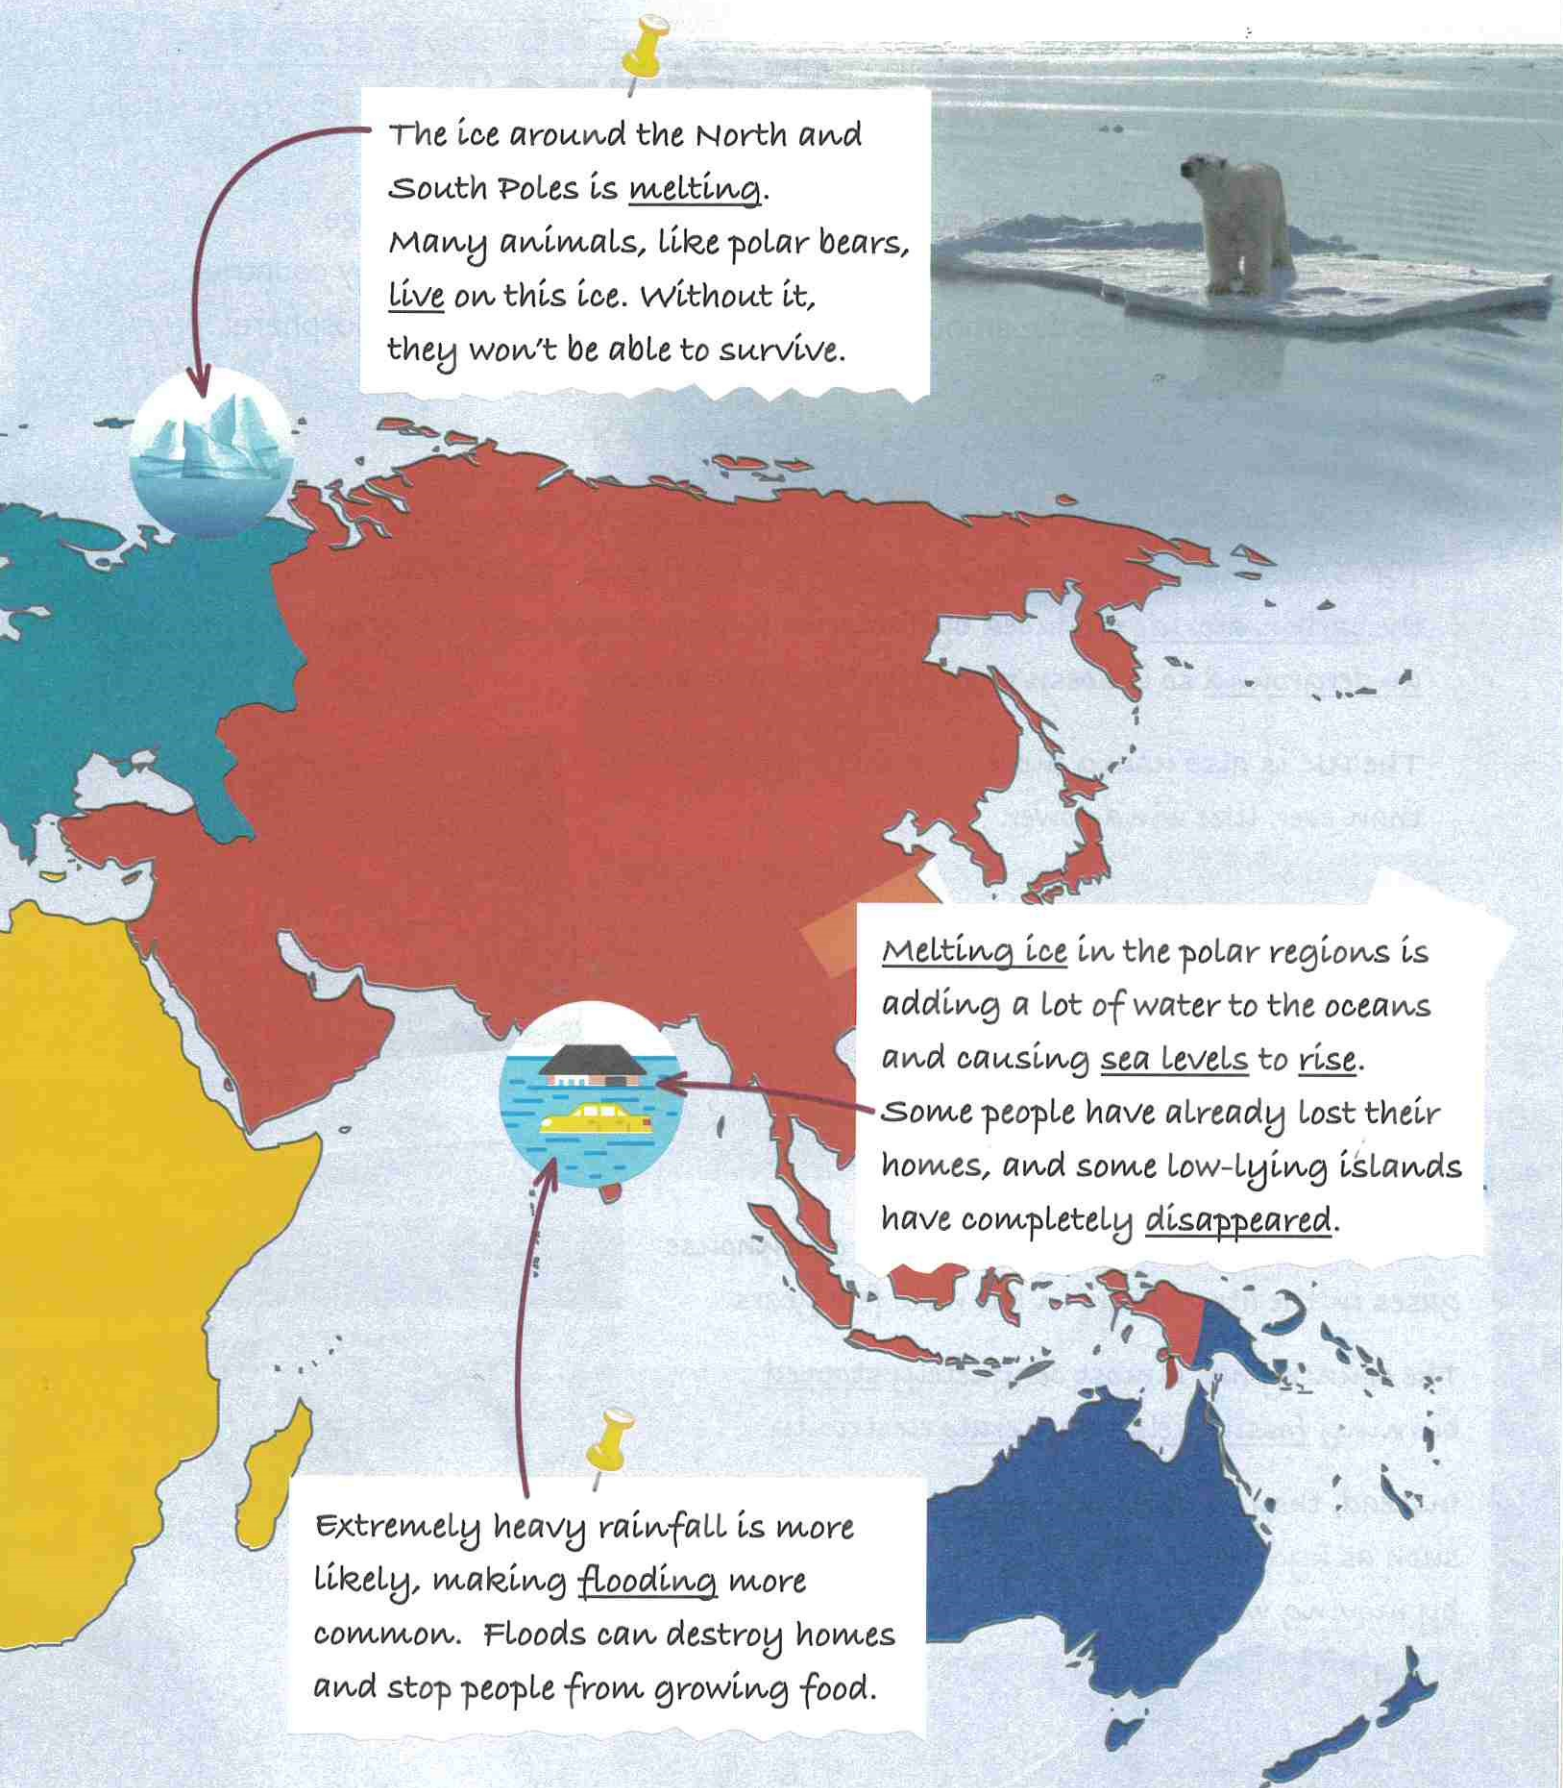 The ice around the North and
South Poles is melting.
Many animals, like polar bears,
live on this ice. Without it,
they won't be able to survive.
Melting ice in the polar regions is
adding a lot of water to the oceans
and causing sea levels to rise.
Some people have already lost their
homes, and some low-lying islands
have completely disappeared.
Extremely heavy rainfall is more
likely, making flooding more
common. Floods can destroy homes
and stop people from growing food.